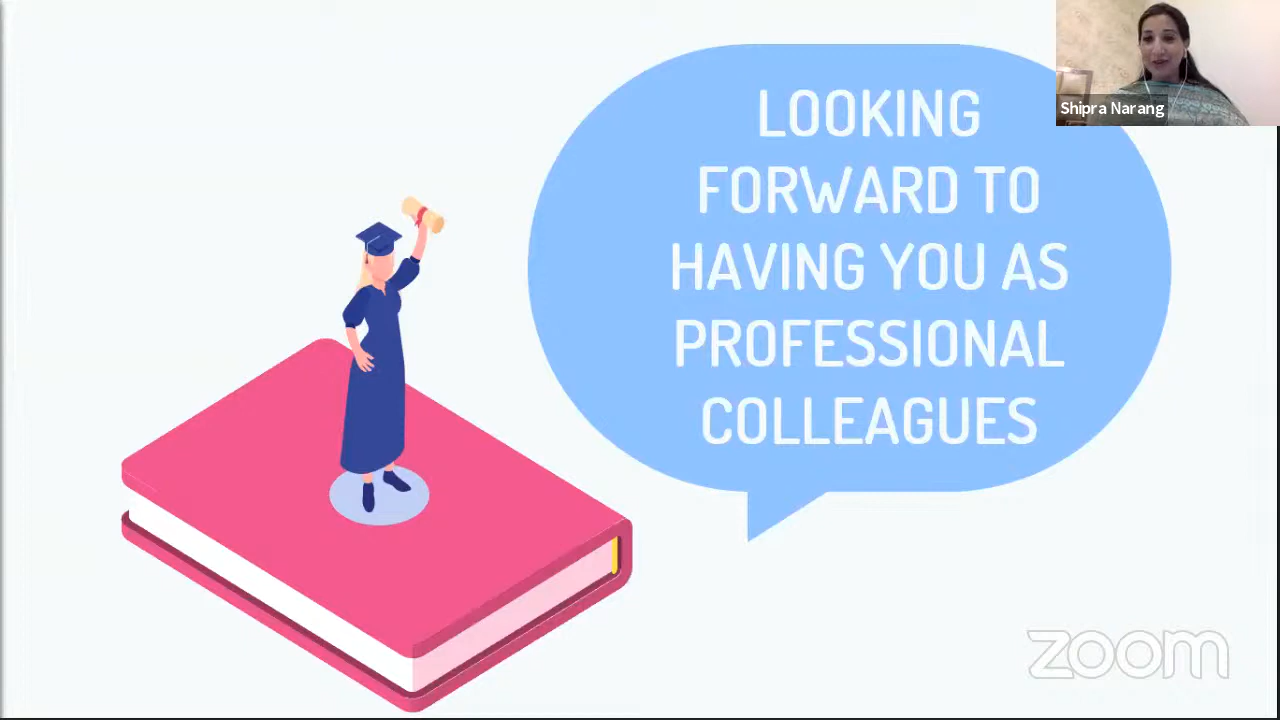 LOOKING
FORWARD TO
HAVING YOU AS
PROFESSIONAL
COLLEAGUES
Shipra Narang
zoom